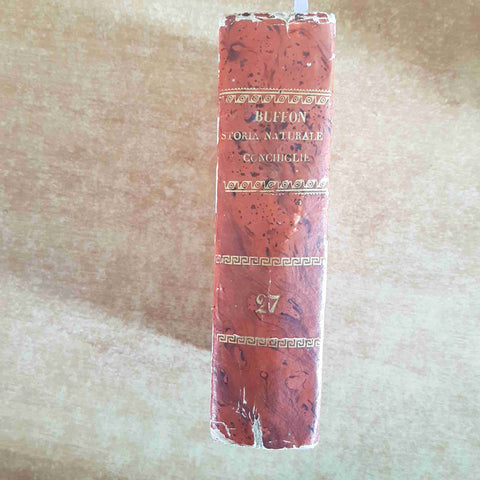 BUFFON
STORIA NATURALE
CONCHIGLIE
27